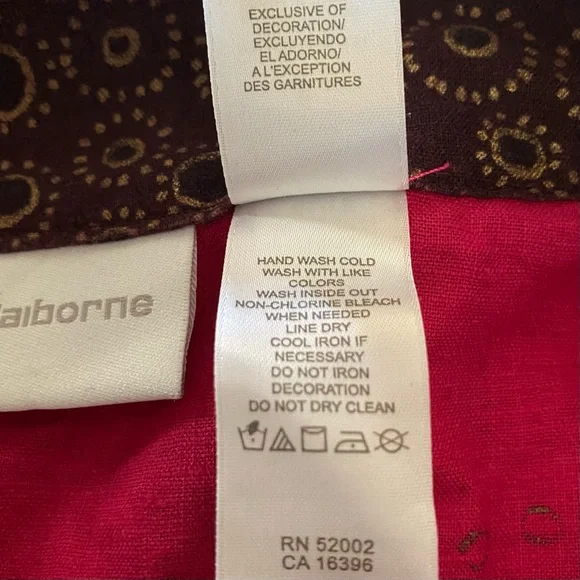 EXCLUSIVE OF
DECORATION/
EXCLUYENDO
EL ADORNO/
A L'EXCEPTION
DES GARNITURES
HAND WASH COLD
WASH WITH LIKE
COLORS
WASH INSIDE OUT
NON-CHLORINE BLEACH
WHEN NEEDED
LINE DRY
COOL IRON IF
NECESSARY
DO NOT IRON
DECORATION
DO NOT DRY CLEAN
RN 52002
CA 16396
laiborne